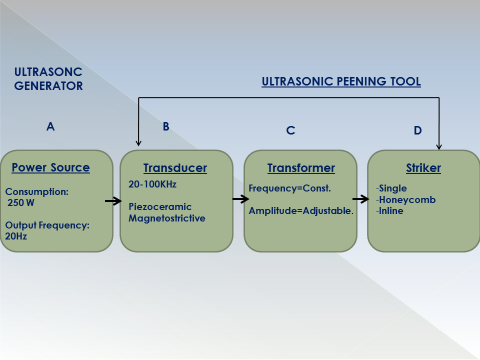 ULTRASONC
GENERATOR
ULTRASONIC PEENING TOOL
A
B
C
D
Power Source
Consumption:
250 W
Output Frequency:
20Hz
Transducer
20-100KHz
Piezoceramic
Magnetostrictive
Transformer
Frequency=Const.
Amplitude=Adjustable.
Striker
-Single
-Honeycomb
-Inline